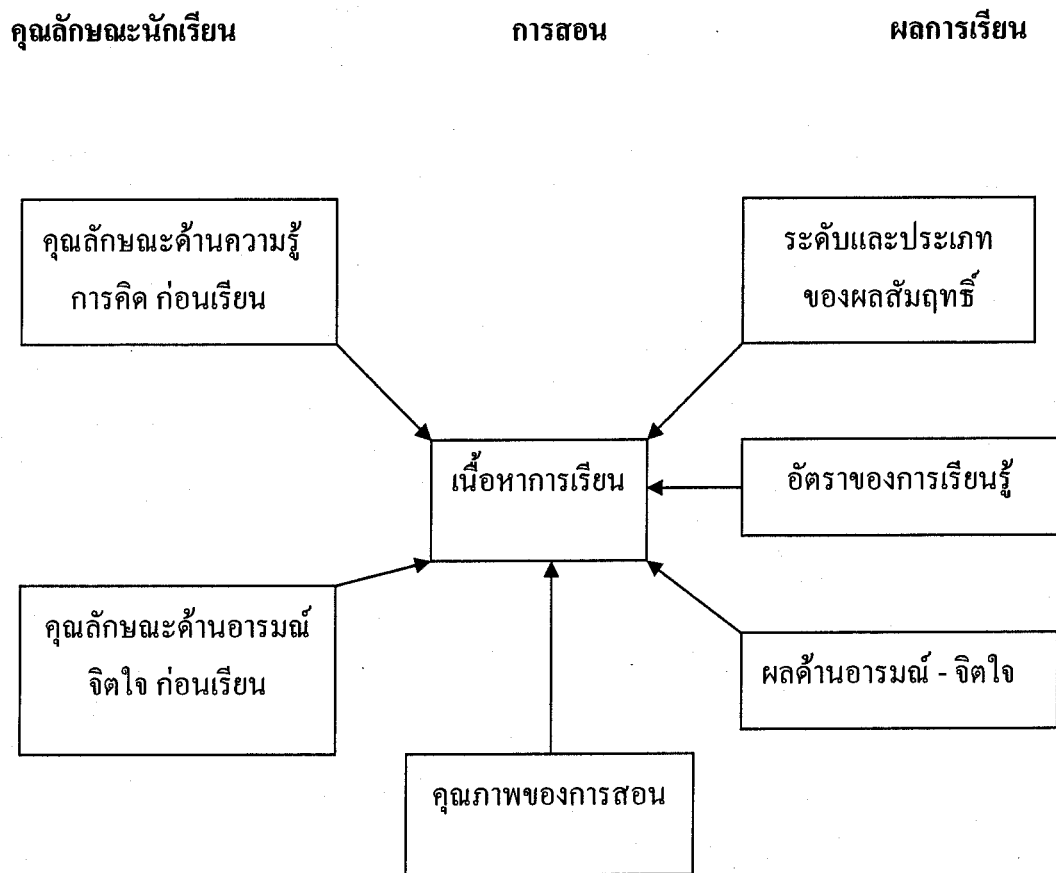 คุณลักษณะนักเรียน การสอน ผลการเรียน
คุณลักษณะด้านความรู้
การคิด ก่อนเรียน
ระดับและประเภท
ของผลสัมฤทธิ์
เนื้อหาการเรียน
อัตราของการเรียนรู้
คุณลักษณะด้านอารมณ์
จิตใจ ก่อนเรียน
ผลด้านอารมณ์ - จิตใจ
คุณภาพของการสอน